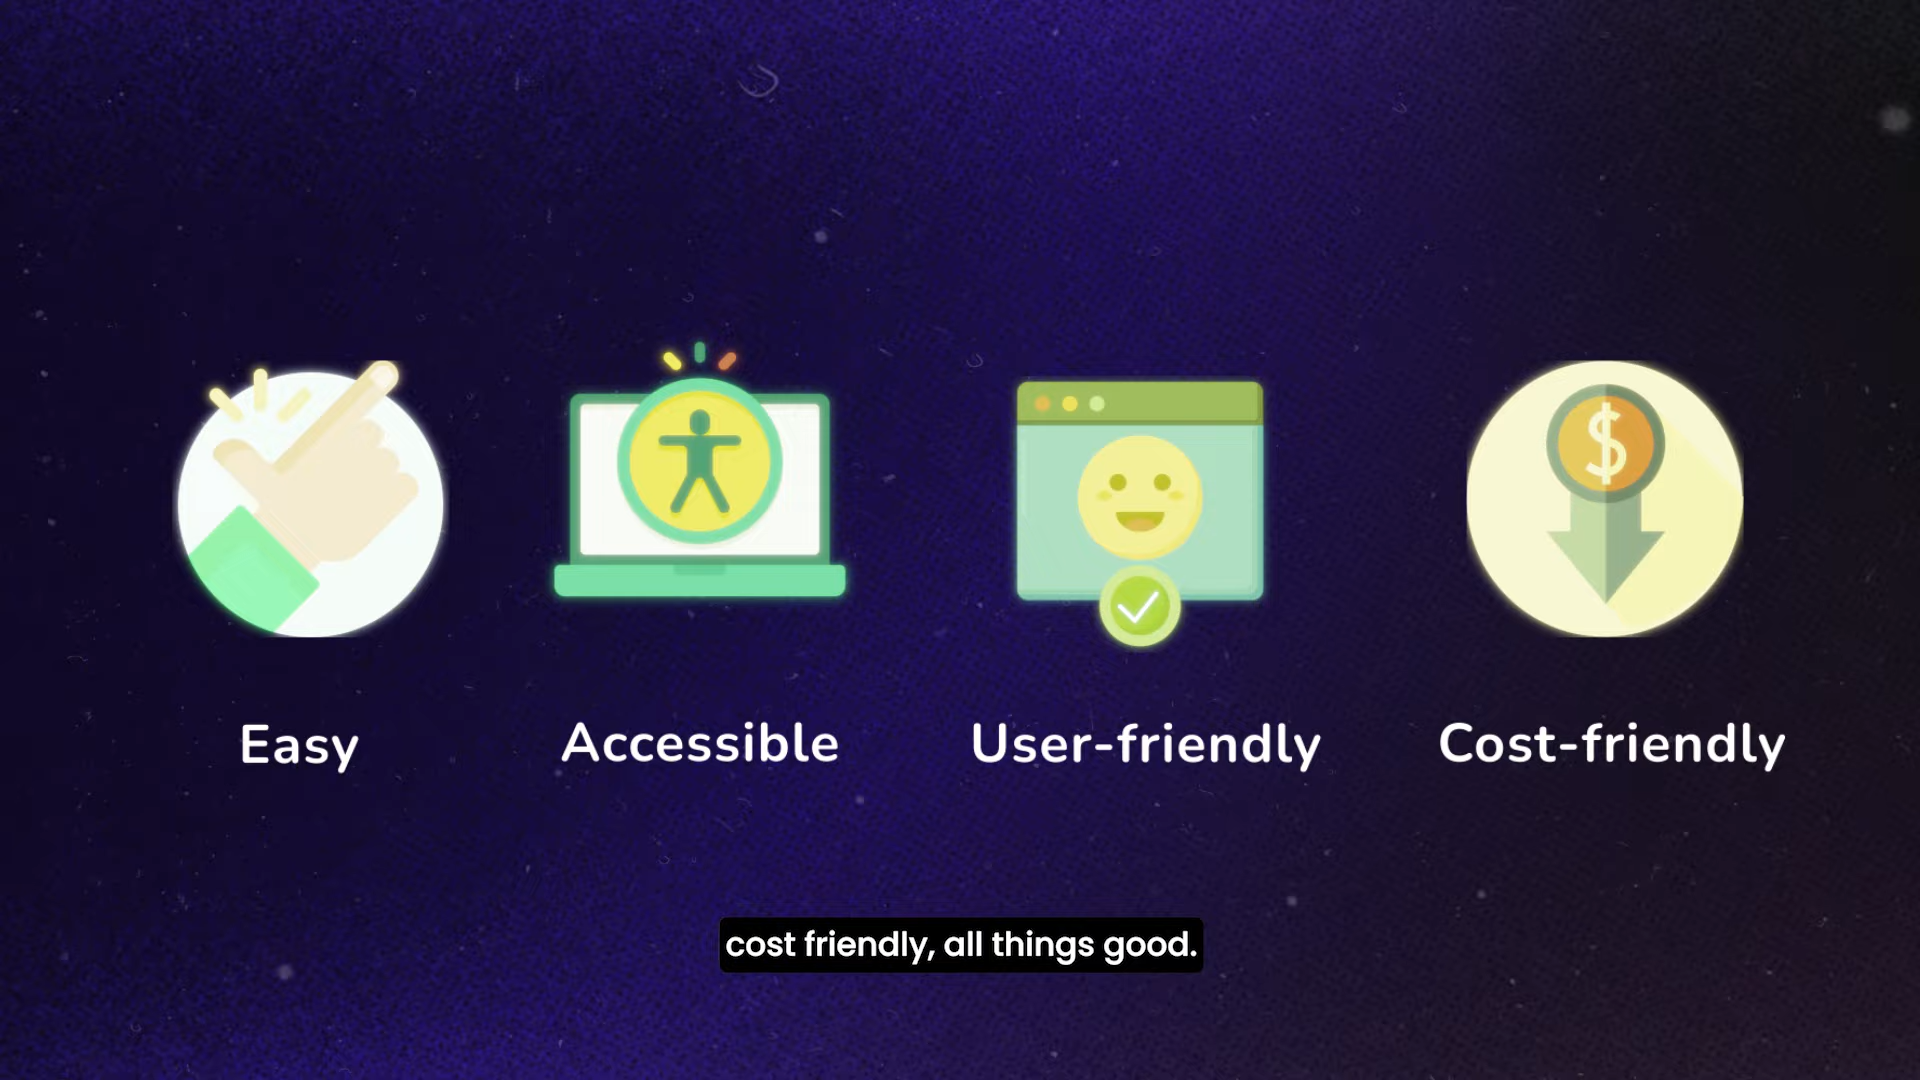 Easy
Accessible
User-friendly
Cost-friendly
cost friendly, all things good.